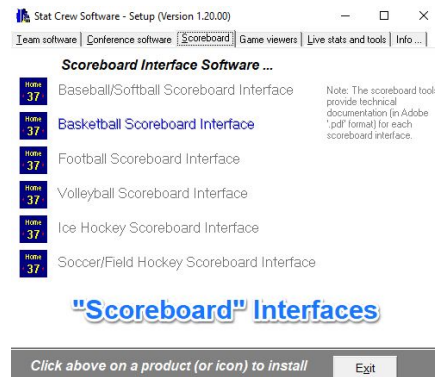 Stat Crew Software - Setup (Version 1.20.00)
Team software Conference software Scoreboard Game viewers Live stats and tools Info ...
Scoreboard Interface Software ...
Home
37
Baseball/Softball Scoreboard Interface
Note: The scoreboard tools
provide technical
documentation (in Adobe
'.pdf' format) for each
scoreboard interface.
Home
37
Basketball Scoreboard Interface
Home
37
Football Scoreboard Interface
Home
37
Volleyball Scoreboard Interface
Home
37
Ice Hockey Scoreboard Interface
Home
37
Soccer/Field Hockey Scoreboard Interface
"Scoreboard" Interfaces
Click above on a product (or icon) to install
Exit